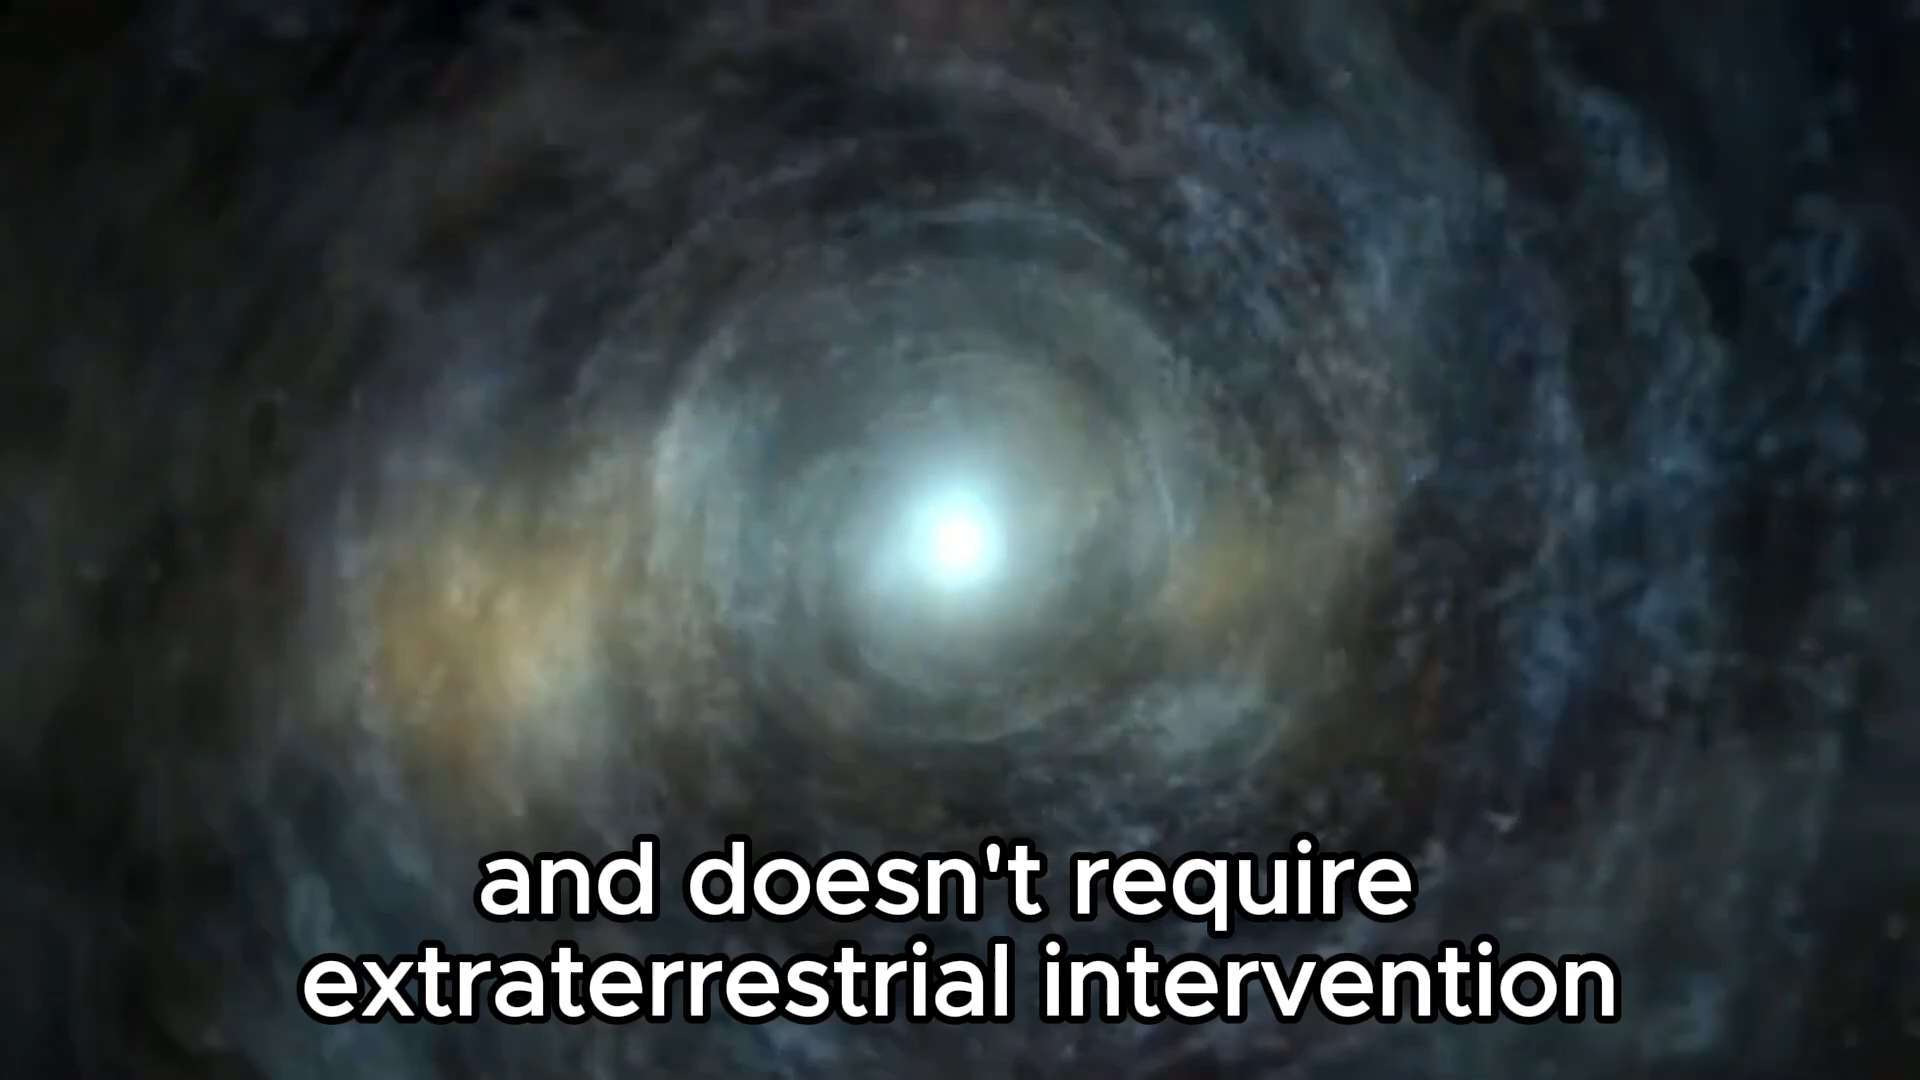 and doesn't require
extraterrestrial intervention